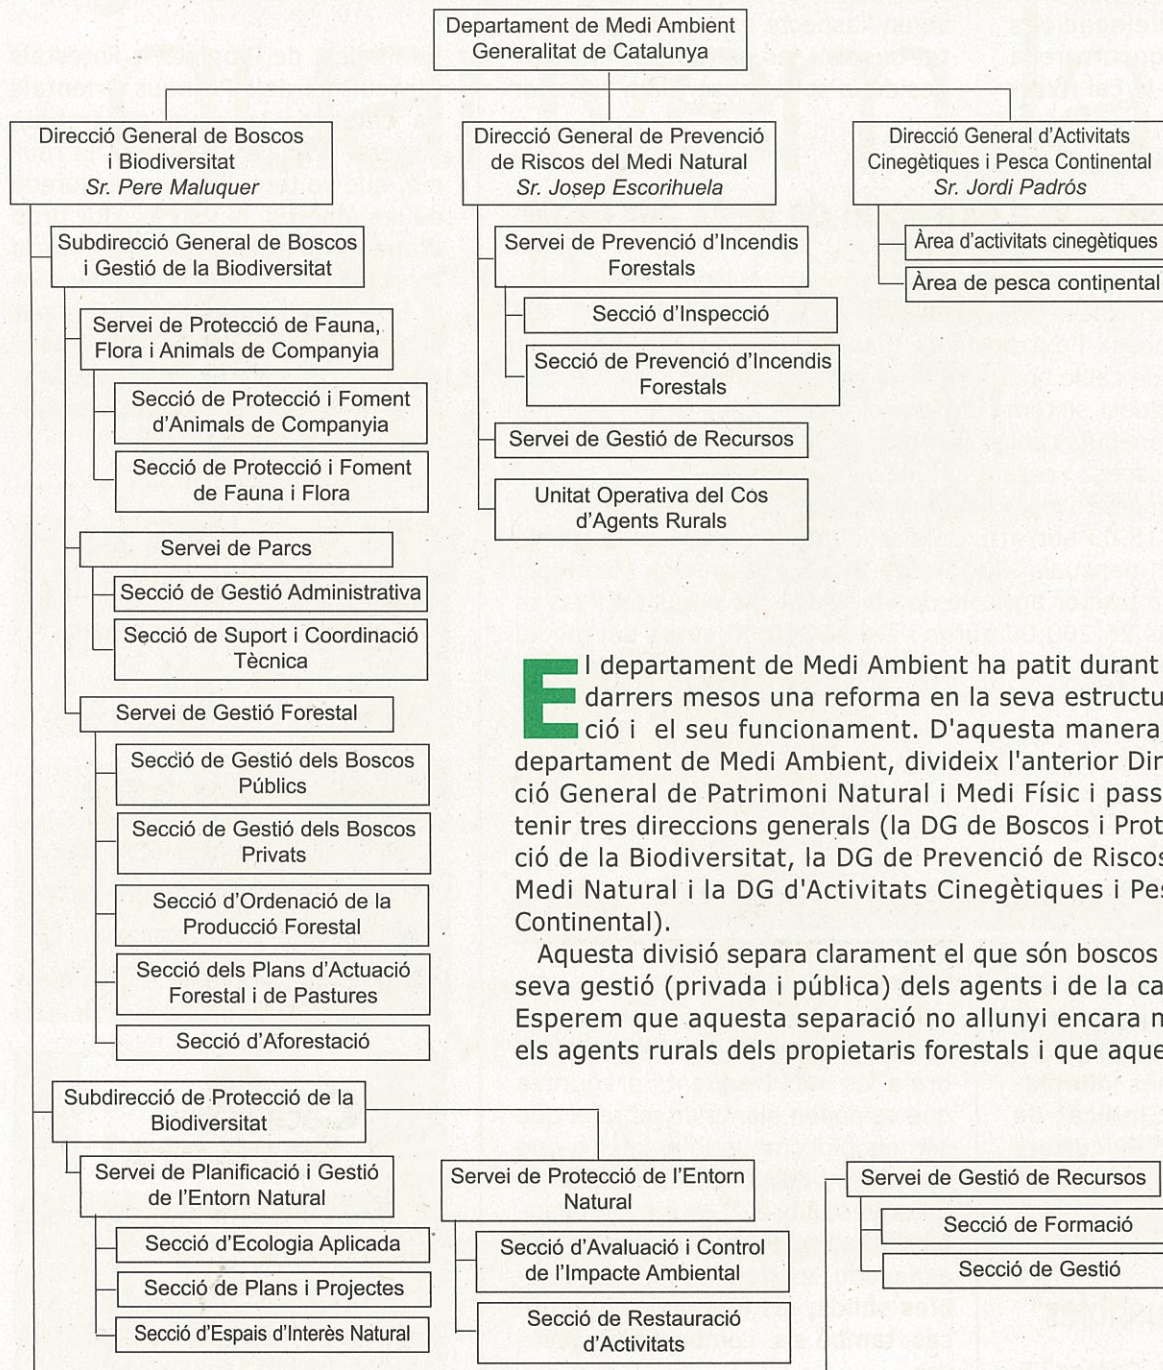 Departament de Medi Ambient
Generalitat de Catalunya
Direcció General de Boscos
i Biodiversitat
Sr. Pere Maluquer
Direcció General de Prevenció
de Riscos del Medi Natural
Sr. Josep Escorihuela
Direcció General d'Activitats
Cinegètiques i Pesca Continental
Sr. Jordi Padrós
Subdirecció General de Boscos
i Gestió de la Biodiversitat
Servei de Protecció de Fauna,
Flora i Animals de Companyia
Secció de Protecció i Foment
d'Animals de Companyia
Secció de Protecció i Foment
de Fauna i Flora
Servei de Parcs
Secció de Gestió Administrativa
Secció de Suport i Coordinació
Tècnica
Servei de Gestió Forestal
Secció de Gestió dels Boscos
Públics
Secció de Gestió dels Boscos
Privats
Secció d'Ordenació de la
Producció Forestal
Secció dels Plans d'Actuació
Forestal i de Pastures
Secció d'Aforestació
Servei de Prevenció d'Incendis
Forestals
Secció d'Inspecció
Secció de Prevenció d'Incendis
Forestals
Servei de Gestió de Recursos
Unitat Operativa del Cos
d'Agents Rurals
Àrea d'activitats cinegètiques
Àrea de pesca continental
El departament de Medi Ambient ha patit durant
darrers mesos una reforma en la seva estructu
ció i el seu funcionament. D'aquesta manera,
departament de Medi Ambient, divideix l'anterior Dir
ció General de Patrimoni Natural i Medi Físic i pass
tenir tres direccions generals (la DG de Boscos i Prot
ció de la Biodiversitat, la DG de Prevenció de Riscos
Medi Natural i la DG d'Activitats Cinegètiques i Pes
Continental).
Aquesta divisió separa clarament el que són boscos
seva gestió (privada i pública) dels agents i de la ca
Esperem que aquesta separació no allunyi encara m
els agents rurals dels propietaris forestals i que aque
Subdirecció de Protecció de la
Biodiversitat
Servei de Planificació i Gestió
de l'Entorn Natural
Secció d'Ecologia Aplicada
Secció de Plans i Projectes
Secció d'Espais d'Interès Natural
Servei de Protecció de l'Entorn
Natural
Secció d'Avaluació i Control
de l'Impacte Ambiental
Secció de Restauració
d'Activitats
Servei de Gestió de Recursos
Secció de Formació
Secció de Gestió